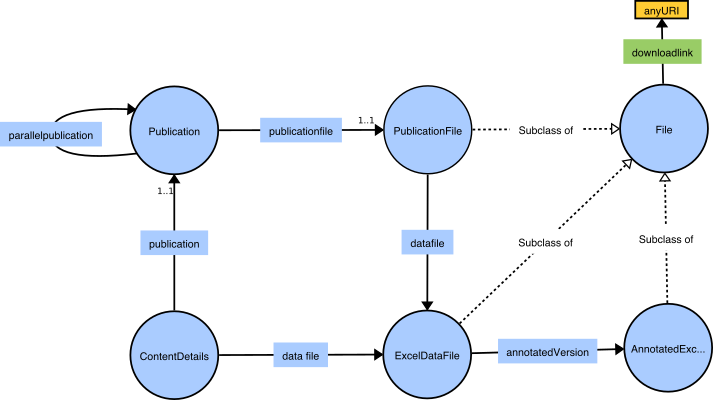 anyURI
downloadlink
parallelpublication
Publication
publicationfile
1..1
PublicationFile
Subclass of
File
1..1
publication
datafile
Subclass of
Subclass of
ContentDetails
data file
ExcelDataFile
annotatedVersion
AnnotatedExc...